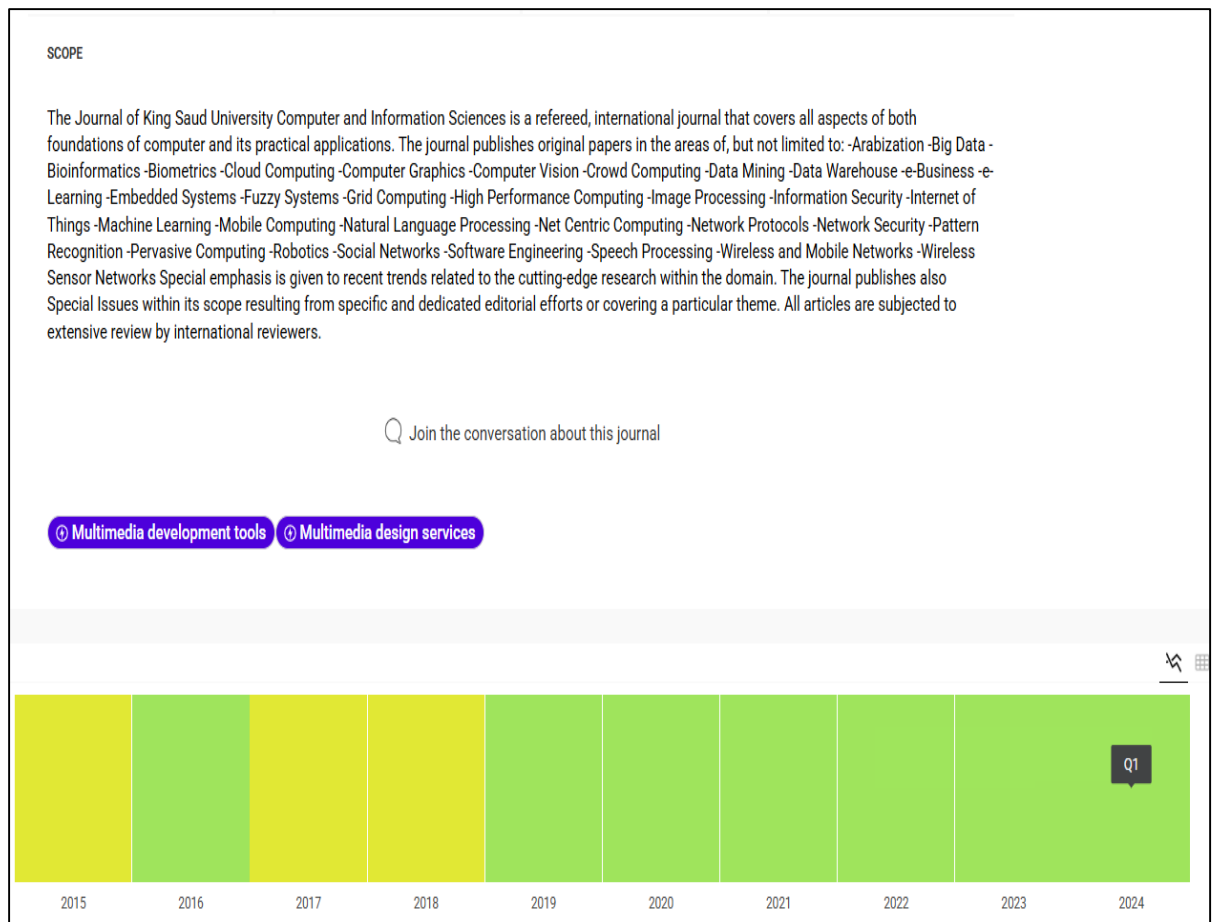 SCOPE
The Journal of King Saud University Computer and Information Sciences is a refereed, international journal that covers all aspects of both
foundations of computer and its practical applications. The journal publishes original papers in the areas of, but not limited to: -Arabization -Big Data -
Bioinformatics -Biometrics -Cloud Computing -Computer Graphics -Computer Vision -Crowd Computing -Data Mining -Data Warehouse -e-Business -e-
Learning -Embedded Systems -Fuzzy Systems -Grid Computing -High Performance Computing -Image Processing -Information Security -Internet of
Things -Machine Learning -Mobile Computing -Natural Language Processing -Net Centric Computing -Network Protocols -Network Security -Pattern
Recognition -Pervasive Computing -Robotics -Social Networks -Software Engineering -Speech Processing -Wireless and Mobile Networks -Wireless
Sensor Networks Special emphasis is given to recent trends related to the cutting-edge research within the domain. The journal publishes also
Special Issues within its scope resulting from specific and dedicated editorial efforts or covering a particular theme. All articles are subjected to
extensive review by international reviewers.
Join the conversation about this journal
Multimedia development tools Multimedia design services
Q1
2015 2016 2017 2018 2019 2020 2021 2022 2023 2024